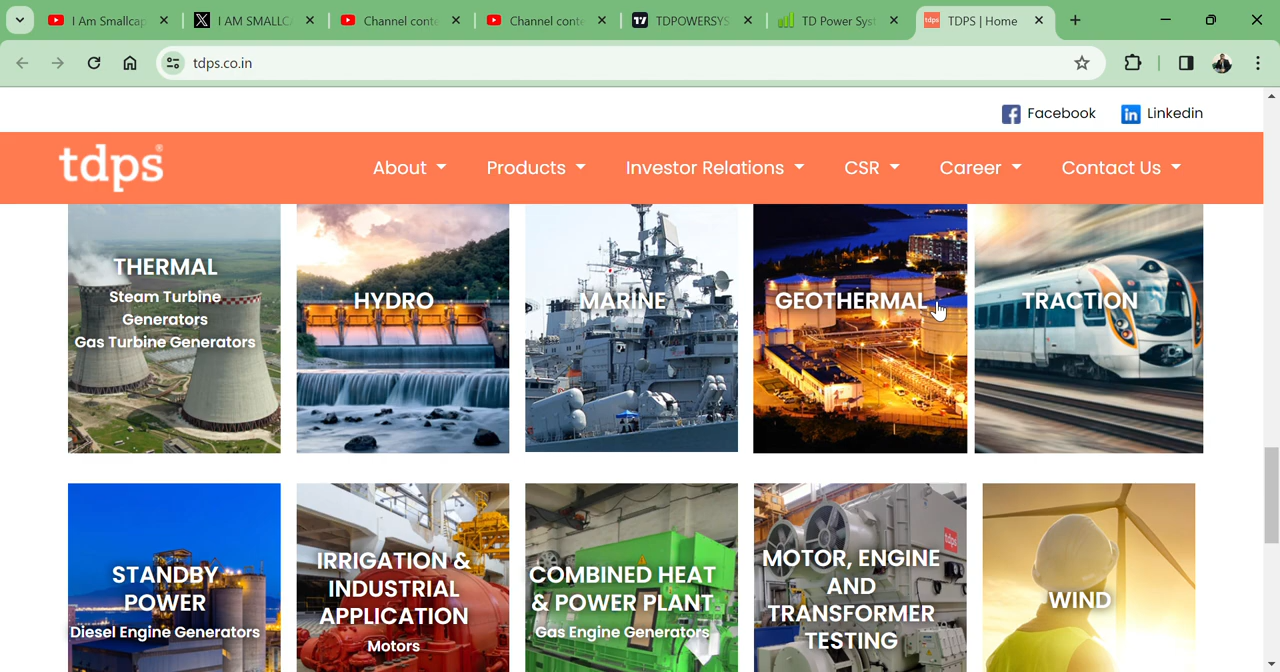 I Am Smallcap
I AM SMALLC
Channel conte
Channel conte
TDPOWERSYS
TD Power Syst
TDPS | Home
tdps.co.in
Facebook
Linkedin
tdps®
About
Products
Investor Relations
CSR
Career
Contact Us
THERMAL
Steam Turbine
Generators
Gas Turbine Generators
HYDRO
MARINE
GEOTHERMAL
TRACTION
STANDBY
POWER
Diesel Engine Generators
IRRIGATION &
INDUSTRIAL
APPLICATION
Motors
COMBINED HEAT
& POWER PLANT
Gas Engine Generators
MOTOR, ENGINE
AND
TRANSFORMER
TESTING
tdps
WIND